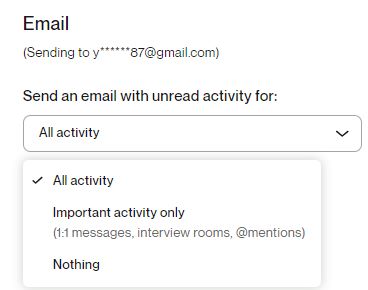 Email
(Sending to y******87@gmail.com)
Send an email with unread activity for:
All activity
All activity
Important activity only
(1:1 messages, interview rooms, @mentions)
Nothing